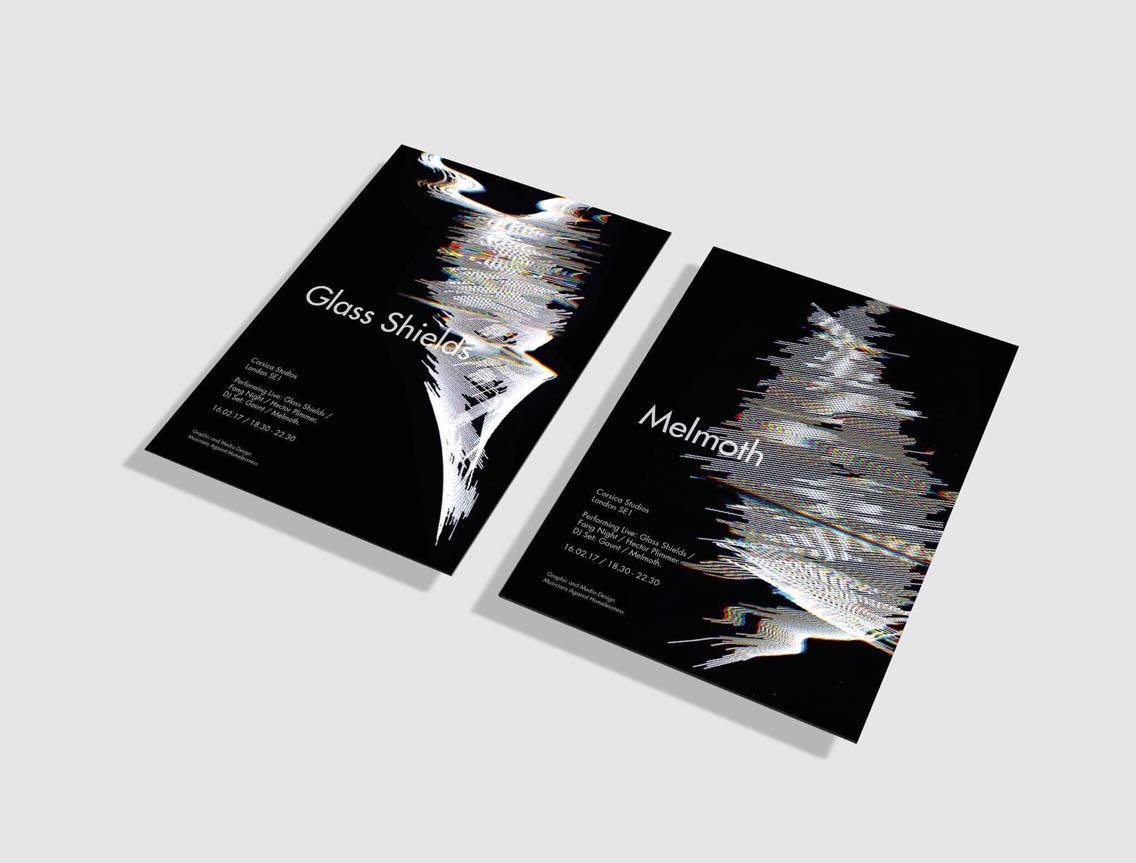 Glass Shields
Corsica Studios
London SE1
Performing Live: Glass Shields /
Fang Night / Hector Plimmer.
DJ Set: Gaunt / Melmoth.
16.02.17 / 18.30 - 22.30
Graphic and Media Design
Musicians Against Homelessness
Melmoth
Corsica Studios
London SE1
Performing Live: Glass Shields /
Fang Night / Hector Plimmer.
DJ Set: Gaunt / Melmoth.
16.02.17 / 18.30 - 22.30
Graphic and Media Design
Musicians Against Homelessness